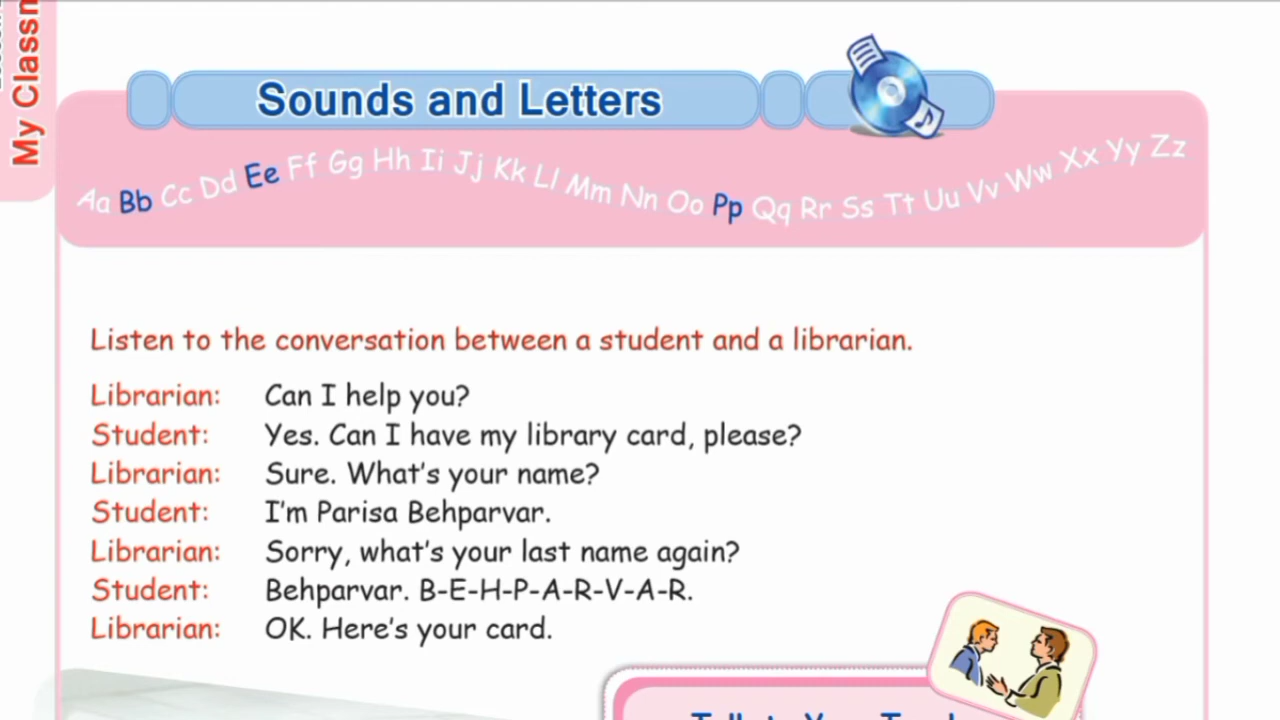 My Classm
Sounds and Letters
Aa Bb Cc Dd Ee Ff Gg Hh Ii Jj Kk Ll Mm Nn Oo Pp Qq Rr Ss Tt Uu Vv Ww Xx Yy Zz
Listen to the conversation between a student and a librarian.
Librarian: Can I help you?
Student: Yes. Can I have my library card, please?
Librarian: Sure. What's your name?
Student: I'm Parisa Behparvar.
Librarian: Sorry, what's your last name again?
Student: Behparvar. B-E-H-P-A-R-V-A-R.
Librarian: OK. Here's your card.